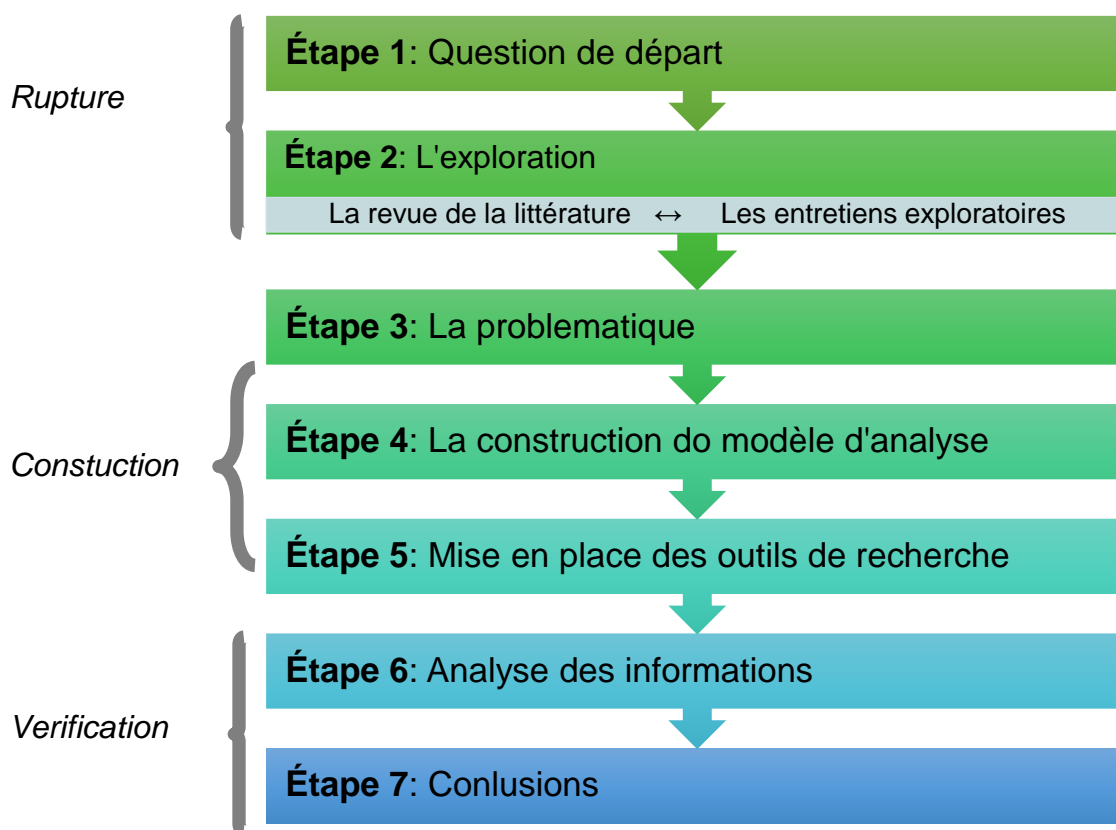 Rupture
Étape 1: Question de départ
Étape 2: L'exploration
La revue de la littérature ↔ Les entretiens exploratoires
Étape 3: La problematique
Constuction
Étape 4: La construction do modèle d'analyse
Étape 5: Mise en place des outils de recherche
Verification
Étape 6: Analyse des informations
Étape 7: Conlusions